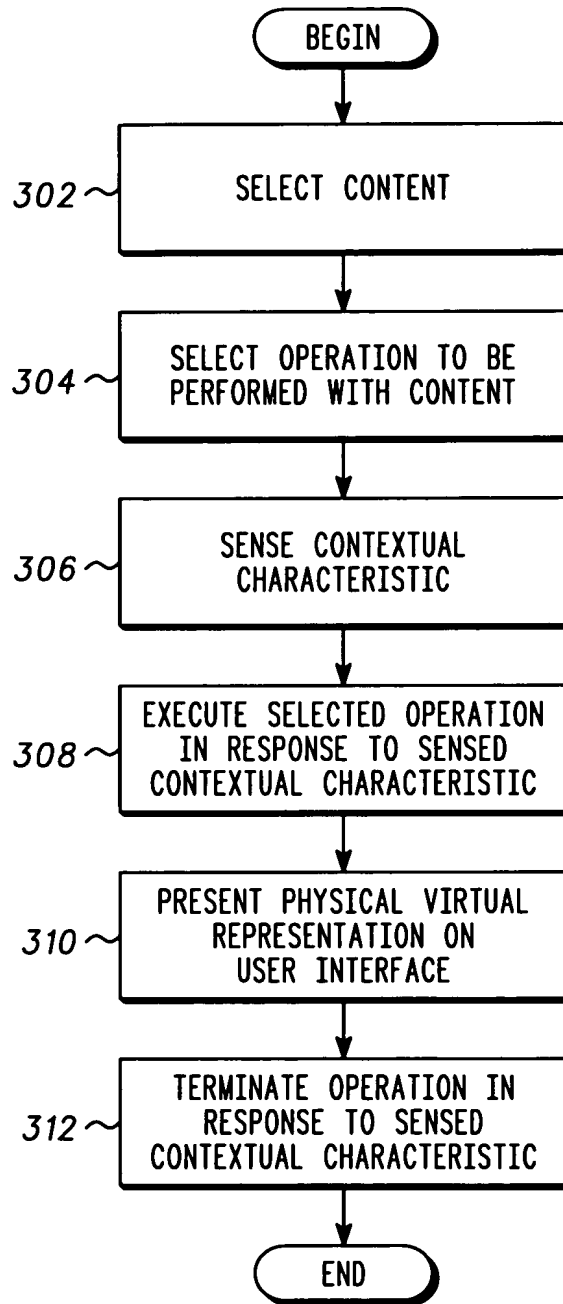 BEGIN
302
SELECT CONTENT
304
SELECT OPERATION TO BE
PERFORMED WITH CONTENT
306
SENSE CONTEXTUAL
CHARACTERISTIC
308
EXECUTE SELECTED OPERATION
IN RESPONSE TO SENSED
CONTEXTUAL CHARACTERISTIC
310
PRESENT PHYSICAL VIRTUAL
REPRESENTATION ON
USER INTERFACE
312
TERMINATE OPERATION IN
RESPONSE TO SENSED
CONTEXTUAL CHARACTERISTIC
END